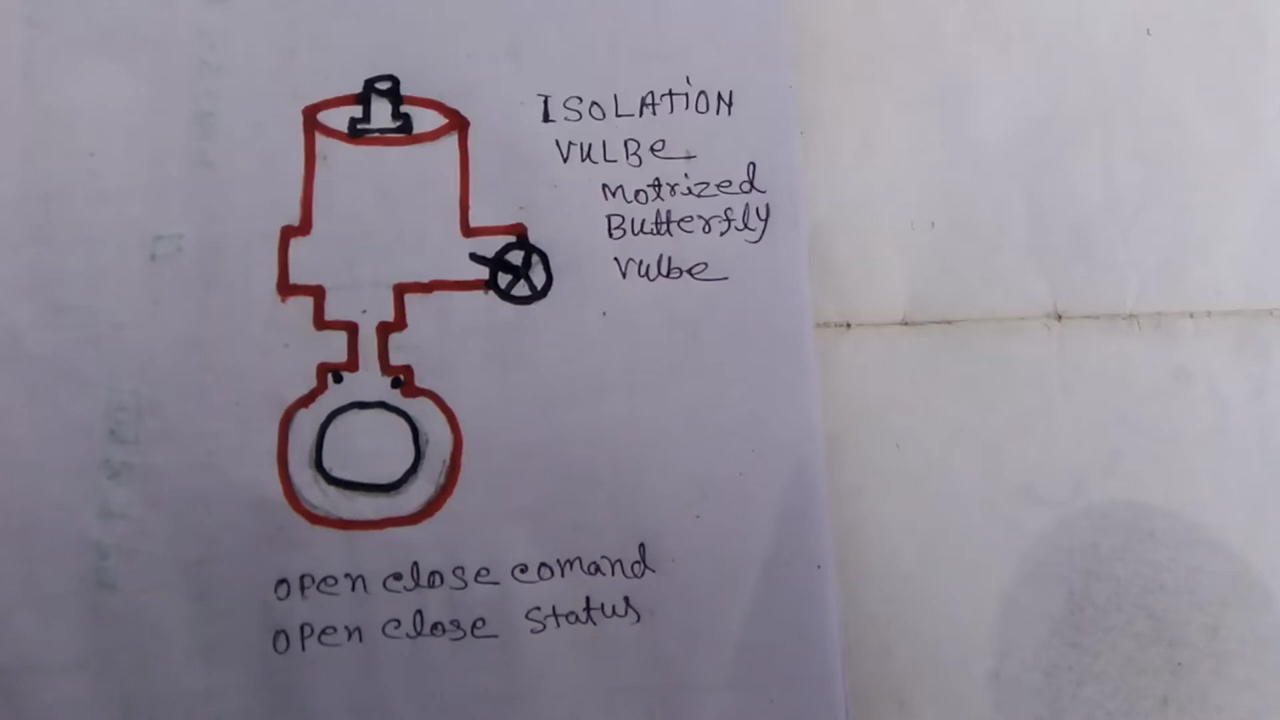 ISOLATION
VULBe
Motrized
Butterfly
Vulbe
open close comand
open close status